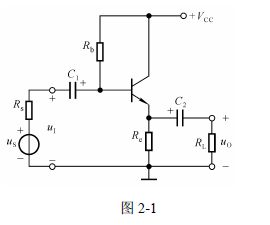 +V_CC
R_b
C_1 +
R_s
+ C_2
+ u_S −
+ u_I −
R_e
R_L
+ u_O −
图 2-1